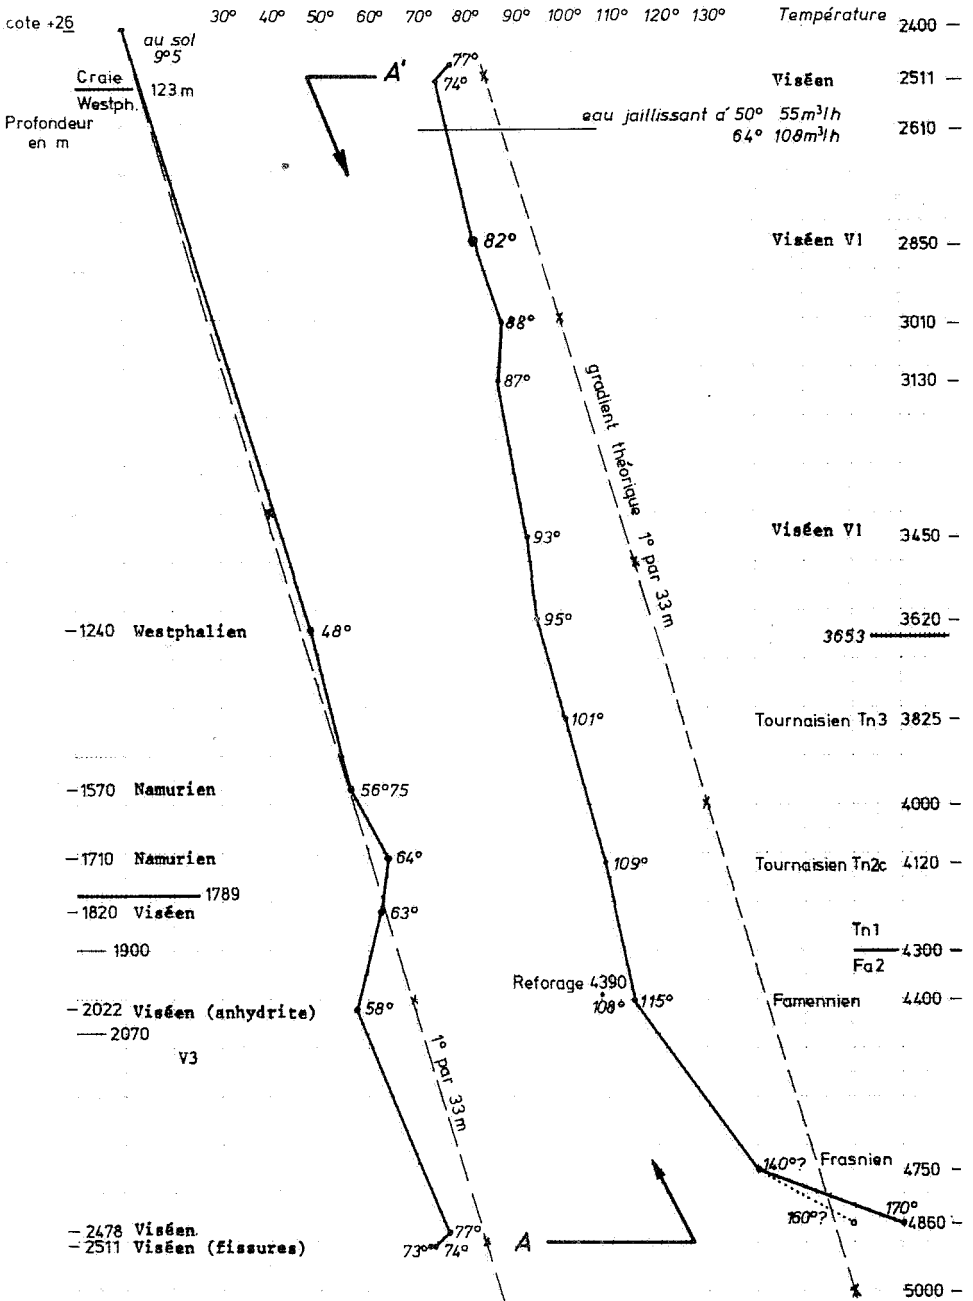 cote +26
30° 40° 50° 60° 70° 80° 90° 100° 110° 120° 130° Température 2400
au sol
9°5
Craie
Westph.
123 m
Profondeur
en m
A'
77°
74°
Viséen 2511
eau jaillissant á 50° 55m³/h
64° 108m³/h
2610
82°
Viséen V1
2850
88°
3010
87°
3130
gradient théorique 1° par 33 m
93°
Viséen V1
3450
-1240 Westphalien
48°
95°
3620
3653
101°
Tournaisien Tn3 3825
-1570 Namurien
56°75
4000
-1710 Namurien
64°
109°
Tournaisien Tn2c 4120
1789
-1820 Viséen
63°
Tn1
Fa2
4300
1900
Reforage 4390
108°
115°
Famennien 4400
-2022 Viséen (anhydrite)
58°
2070
V3
1° par 33 m
140°?
Frasnien
4750
160°?
170°
4860
-2478 Viséen
77°
-2511 Viséen (fissures)
73°
74°
A
5000